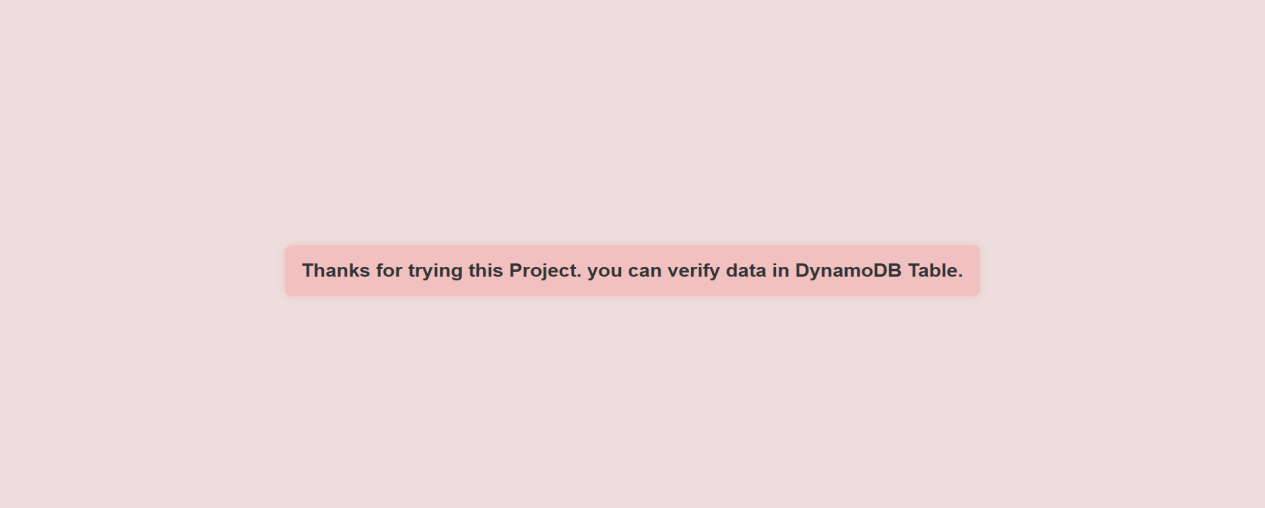 Thanks for trying this Project. you can verify data in DynamoDB Table.